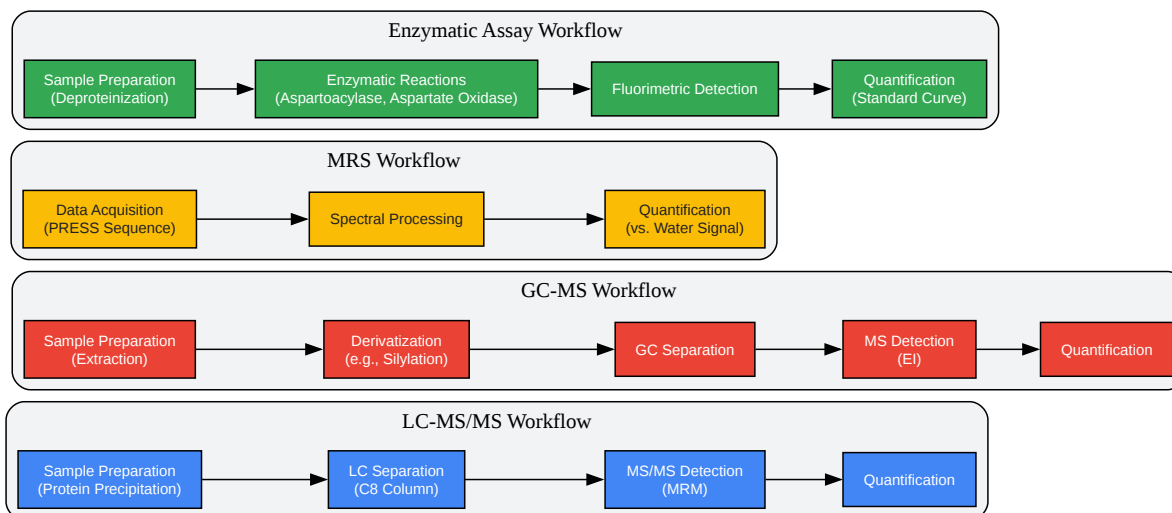 Enzymatic Assay Workflow
Sample Preparation
(Deproteinization)
Enzymatic Reactions
(Aspartoacylase, Aspartate Oxidase)
Fluorimetric Detection
Quantification
(Standard Curve)
MRS Workflow
Data Acquisition
(PRESS Sequence)
Spectral Processing
Quantification
(vs. Water Signal)
GC-MS Workflow
Sample Preparation
(Extraction)
Derivatization
(e.g., Silylation)
GC Separation
MS Detection
(EI)
Quantification
LC-MS/MS Workflow
Sample Preparation
(Protein Precipitation)
LC Separation
(C8 Column)
MS/MS Detection
(MRM)
Quantification